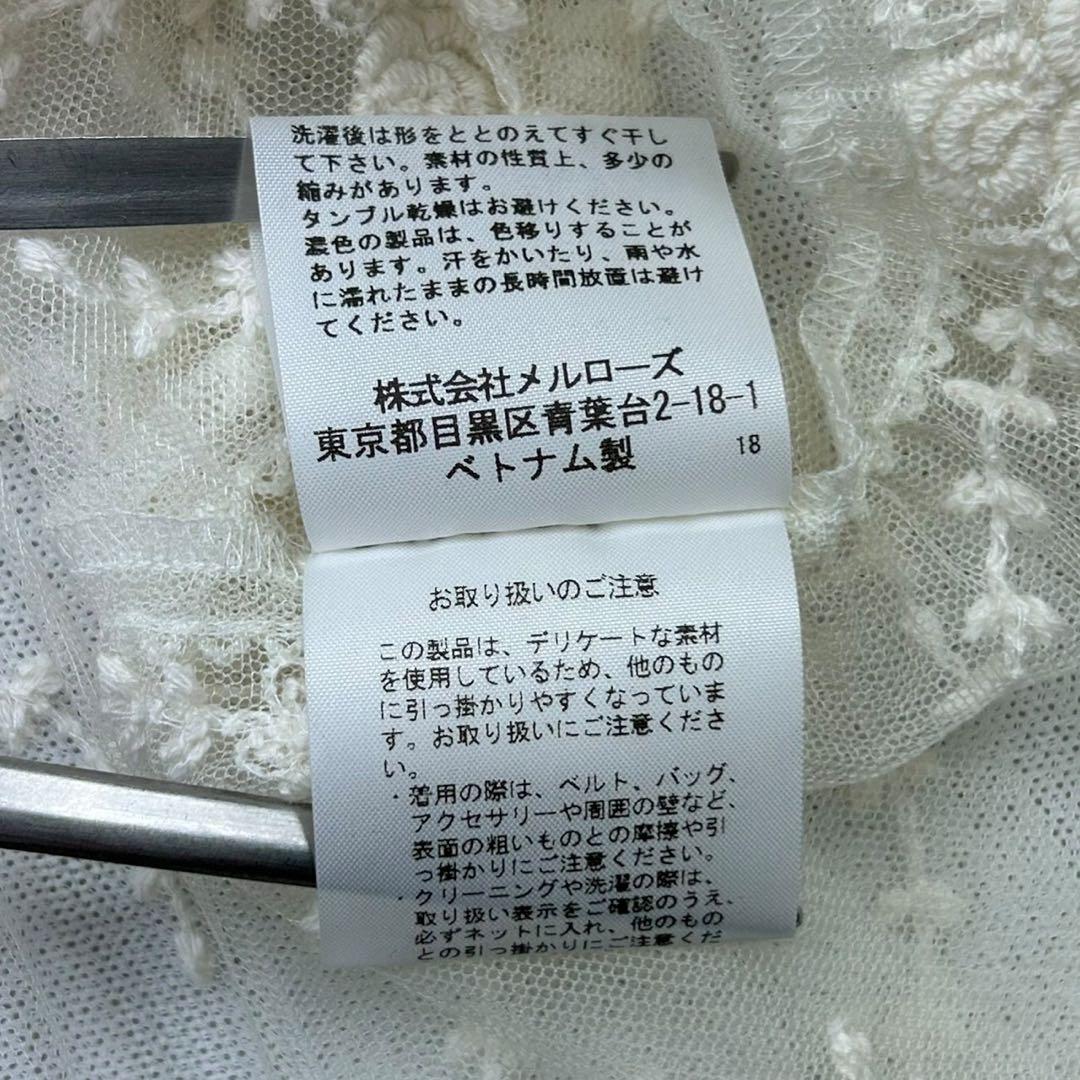 洗濯後は形をととのえてすぐ干し
て下さい。素材の性質上、多少の
縮みがあります。
タンブル乾燥はお避けください。
濃色の製品は、色移りすることが
あります。汗をかいたり、雨や水
に濡れたままの長時間放置は避け
てください。
株式会社メルローズ
東京都目黒区青葉台2-18-1
ベトナム製 18
お取り扱いのご注意
この製品は、デリケートな素材
を使用しているため、他のもの
に引っ掛かりやすくなっていま
す。お取り扱いにご注意くださ
い。
・着用の際は、ベルト、バッグ、
アクセサリーや周囲の壁など、
表面の粗いものとの摩擦や引
っ掛かりにご注意ください。
・クリーニングや洗濯の際は、
取り扱い表示をご確認のうえ、
必ずネットに入れ、他のもの
との引っ掛かりにご注意くだ